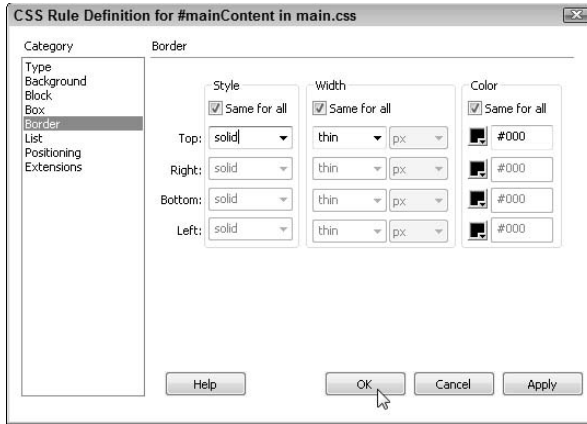 CSS Rule Definition for #mainContent in main.css
Category
Border
Type
Background
Block
Box
Border
List
Positioning
Extensions
Style
Width
Color
Same for all
Same for all
Same for all
Top: solid thin px #000
Right: solid thin px #000
Bottom: solid thin px #000
Left: solid thin px #000
Help
OK
Cancel
Apply